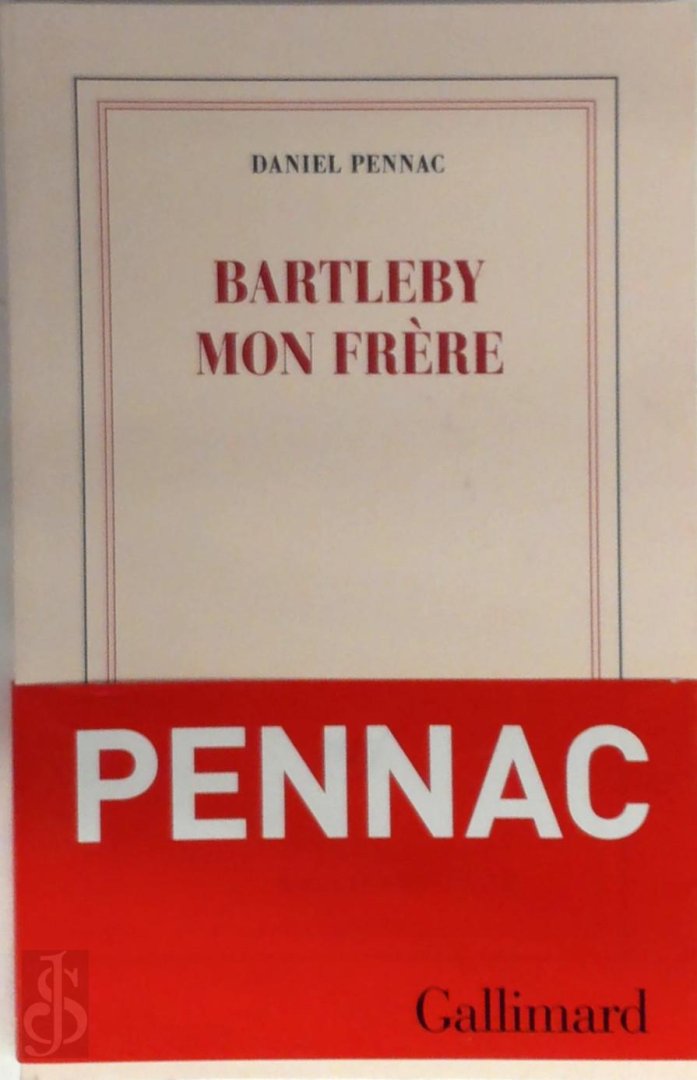 DANIEL PENNAC
BARTLEBY
MON FRÈRE
PENNAC
Gallimard